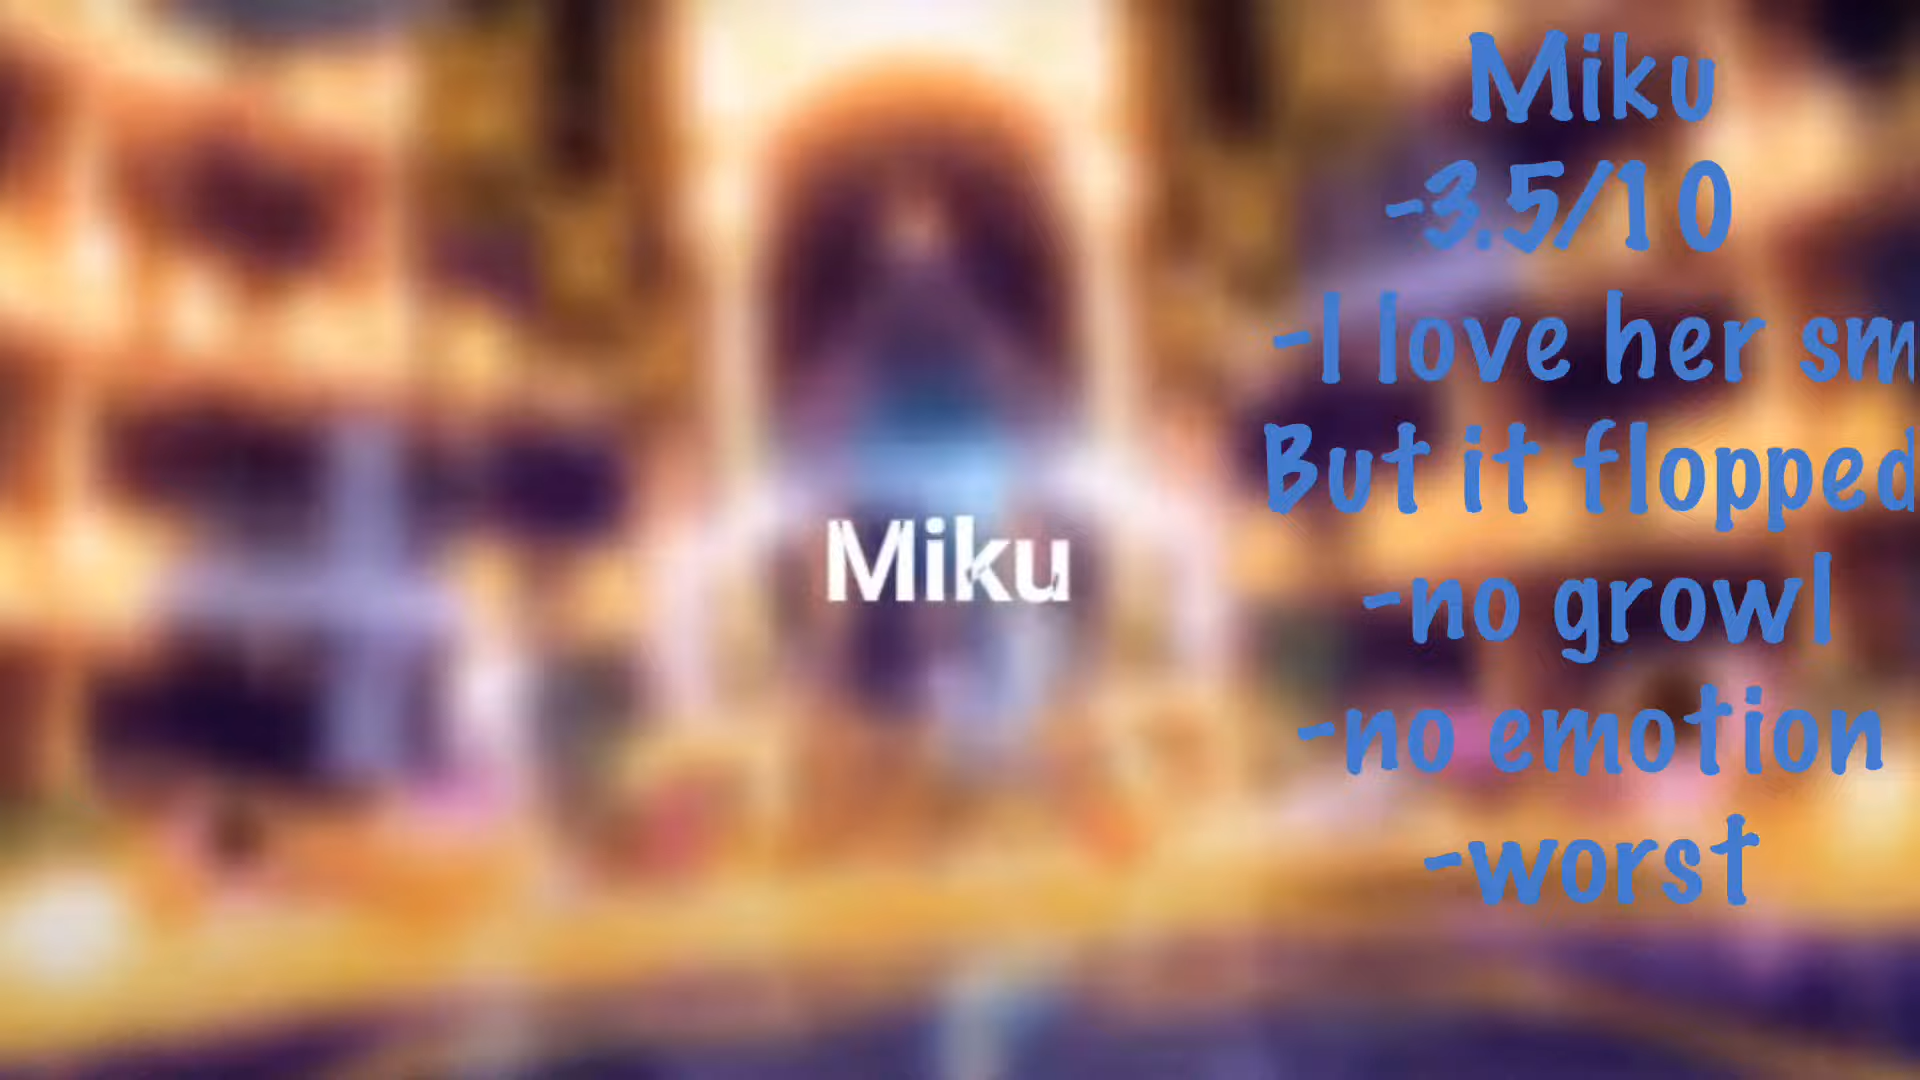 Miku
-3.5/10
-I love her sm
But it flopped
-no growl
-no emotion
-worst
Miku